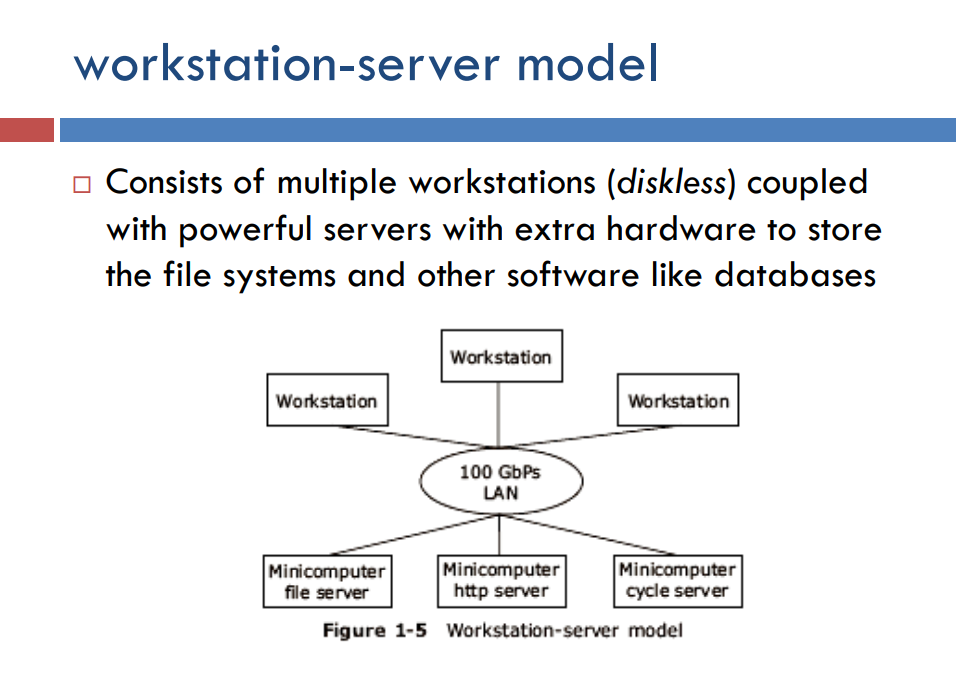 workstation-server model
Consists of multiple workstations (diskless) coupled
with powerful servers with extra hardware to store
the file systems and other software like databases
Workstation
Workstation
Workstation
100 GbPs
LAN
Minicomputer
file server
Minicomputer
http server
Minicomputer
cycle server
Figure 1-5 Workstation-server model